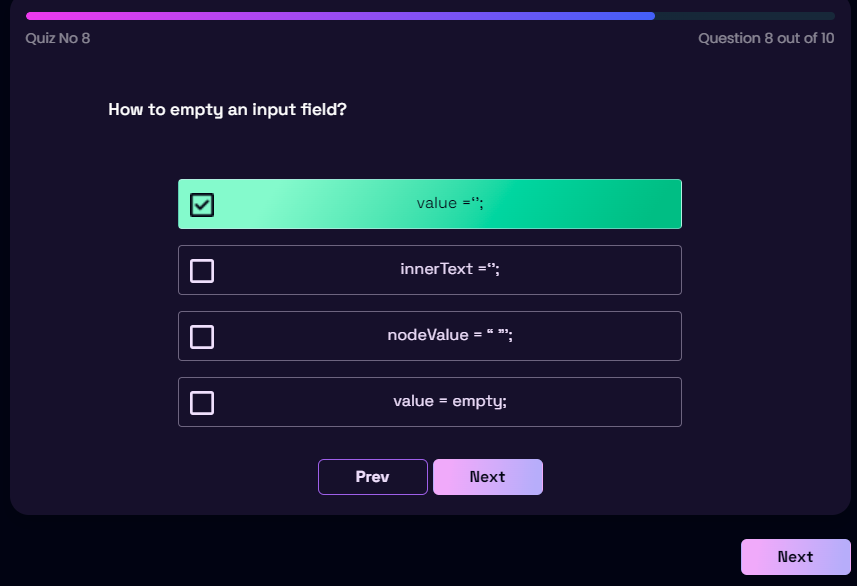 Quiz No 8
Question 8 out of 10
How to empty an input field?
value =‘’;
innerText =‘’;
nodeValue = “ ”’;
value = empty;
Prev
Next
Next